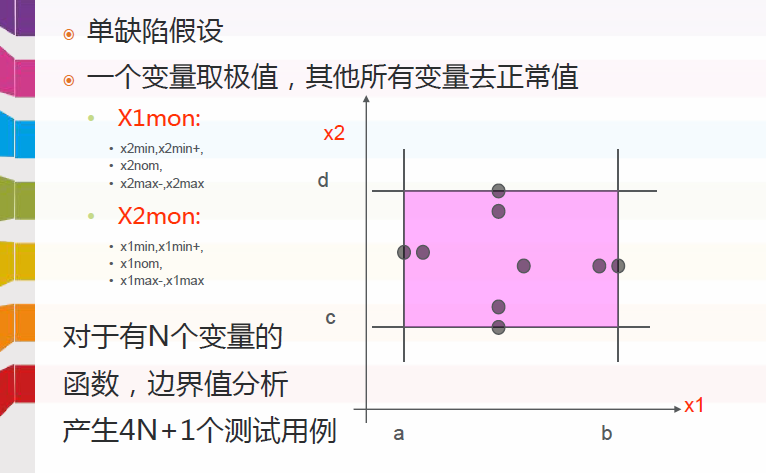 单缺陷假设
一个变量取极值，其他所有变量去正常值
X1mon:
x2min,x2min+,
x2nom,
x2max-,x2max
X2mon:
x1min,x1min+,
x1nom,
x1max-,x1max
对于有N个变量的
函数，边界值分析
产生4N+1个测试用例
x2
d
c
a
b
x1